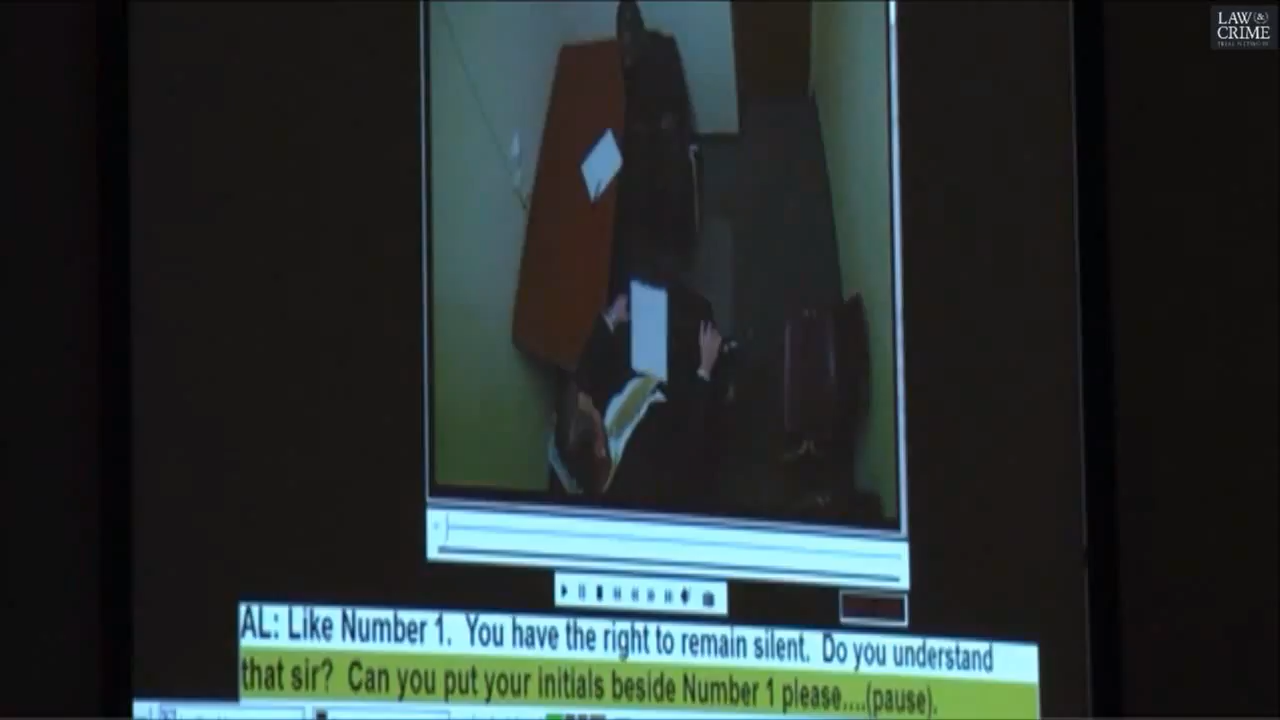 LAW &
CRIME
AL: Like Number 1. You have the right to remain silent. Do you understand
that sir? Can you put your initials beside Number 1 please....(pause).